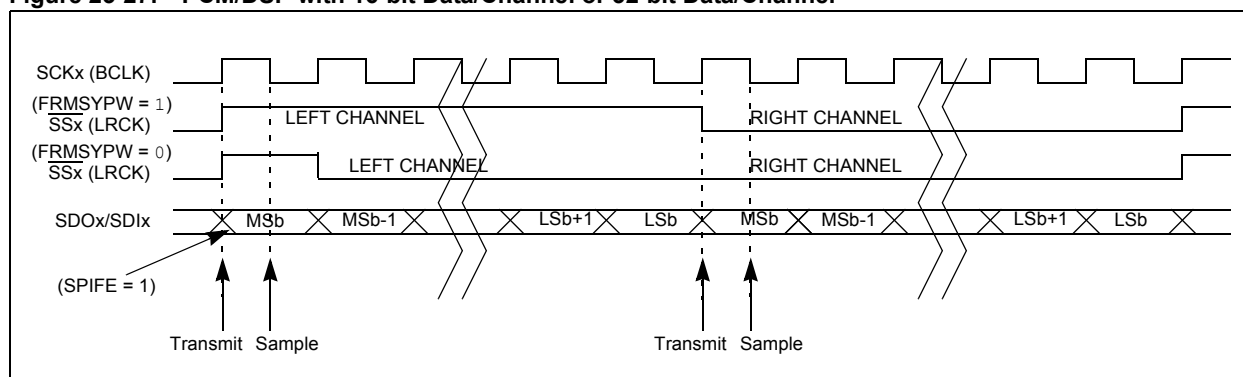 SCKx (BCLK)
(FRMSYPW = 1)
SSx (LRCK)
LEFT CHANNEL
RIGHT CHANNEL
(FRMSYPW = 0)
SSx (LRCK)
LEFT CHANNEL
RIGHT CHANNEL
SDOx/SDIx
MSb
MSb-1
LSb+1
LSb
MSb
MSb-1
LSb+1
LSb
(SPIFE = 1)
Transmit Sample
Transmit Sample